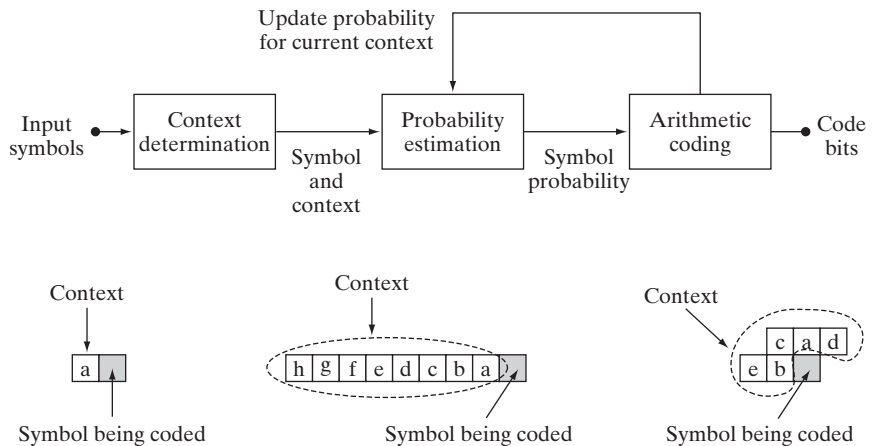 Update probability
for current context
Input
symbols
Context
determination
Probability
estimation
Arithmetic
coding
Code
bits
Symbol
and
context
Symbol
probability
Context
a
Symbol being coded
Context
h g f e d c b a
Symbol being coded
Context
c a d
e b
Symbol being coded